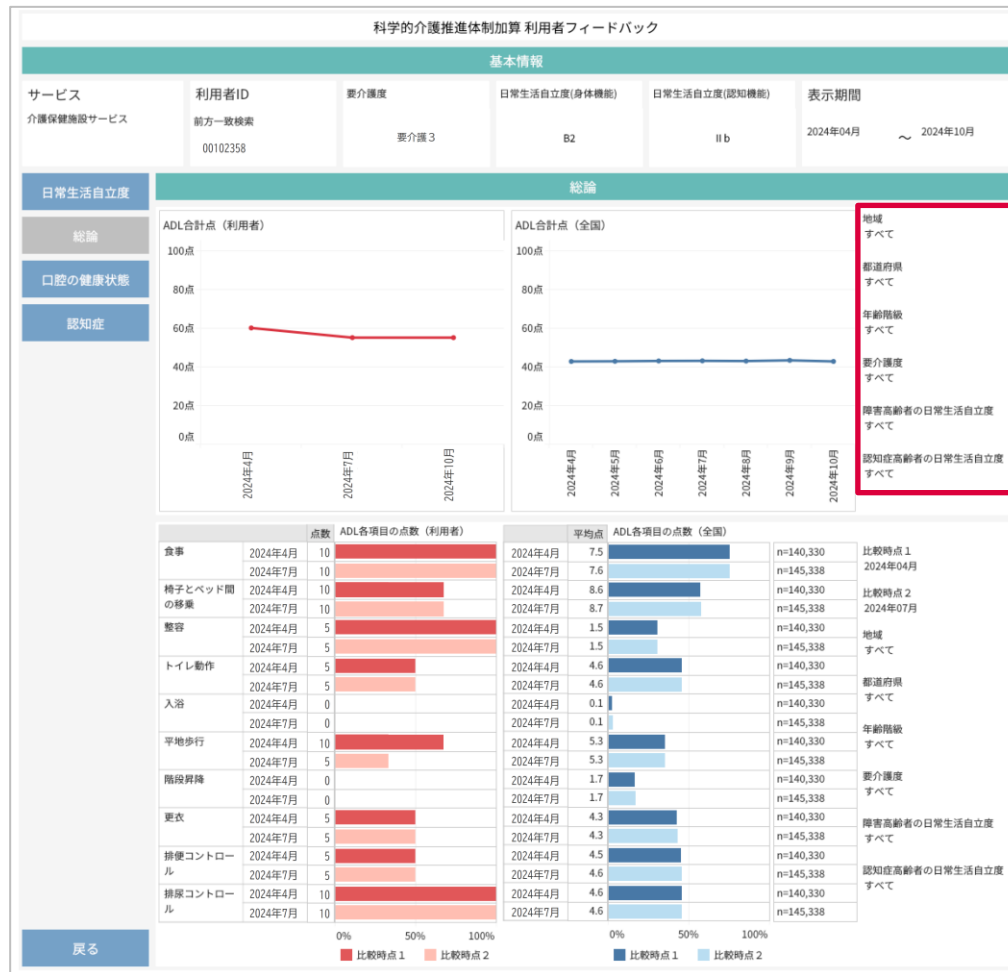 科学的介護推進体制加算 利用者フィードバック
基本情報
サービス
介護保健施設サービス
利用者ID
前方一致検索
00102358
要介護度
要介護３
日常生活自立度(身体機能)
B2
日常生活自立度(認知機能)
II b
表示期間
2024年04月 ～ 2024年10月
日常生活自立度
総論
口腔の健康状態
認知症
戻る
総論
ADL合計点（利用者）
100点
80点
60点
40点
20点
0点
2024年4月
2024年7月
2024年10月
ADL合計点（全国）
100点
80点
60点
40点
20点
0点
2024年4月
2024年5月
2024年6月
2024年7月
2024年8月
2024年9月
2024年10月
地域
すべて
都道府県
すべて
年齢階級
すべて
要介護度
すべて
障害高齢者の日常生活自立度
すべて
認知症高齢者の日常生活自立度
すべて
点数 ADL各項目の点数（利用者） 平均点 ADL各項目の点数（全国）
食事 2024年4月 10 2024年4月 7.5 n=140,330
2024年7月 10 2024年7月 7.6 n=145,338
椅子とベッド間の移乗 2024年4月 10 2024年4月 8.6 n=140,330
2024年7月 10 2024年7月 8.7 n=145,338
整容 2024年4月 5 2024年4月 1.5 n=140,330
2024年7月 5 2024年7月 1.5 n=145,338
トイレ動作 2024年4月 5 2024年4月 4.6 n=140,330
2024年7月 5 2024年7月 4.6 n=145,338
入浴 2024年4月 0 2024年4月 0.1 n=140,330
2024年7月 0 2024年7月 0.1 n=145,338
平地歩行 2024年4月 10 2024年4月 5.3 n=140,330
2024年7月 5 2024年7月 5.3 n=145,338
階段昇降 2024年4月 0 2024年4月 1.7 n=140,330
2024年7月 0 2024年7月 1.7 n=145,338
更衣 2024年4月 5 2024年4月 4.3 n=140,330
2024年7月 5 2024年7月 4.3 n=145,338
排便コントロール 2024年4月 5 2024年4月 4.5 n=140,330
2024年7月 5 2024年7月 4.6 n=145,338
排尿コントロール 2024年4月 10 2024年4月 4.6 n=140,330
2024年7月 10 2024年7月 4.6 n=145,338
0% 50% 100% 0% 50% 100%
比較時点１ 比較時点２ 比較時点１ 比較時点２
比較時点１
2024年04月
比較時点２
2024年07月
地域
すべて
都道府県
すべて
年齢階級
すべて
要介護度
すべて
障害高齢者の日常生活自立度
すべて
認知症高齢者の日常生活自立度
すべて